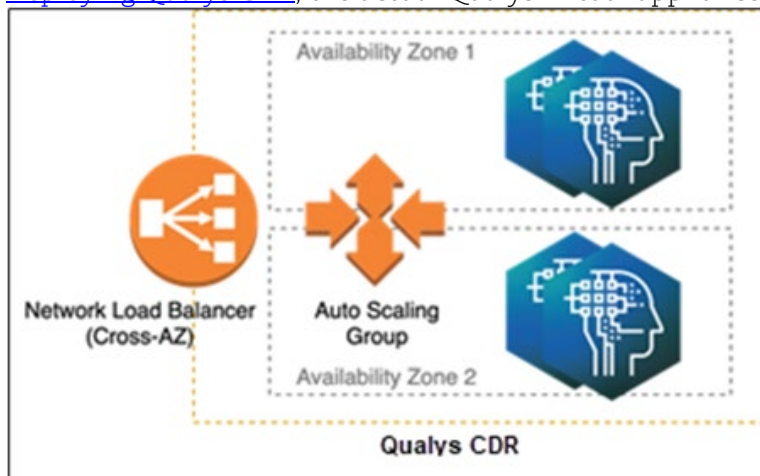 Availability Zone 1
Network Load Balancer
(Cross-AZ)
Auto Scaling
Group
Availability Zone 2
Qualys CDR